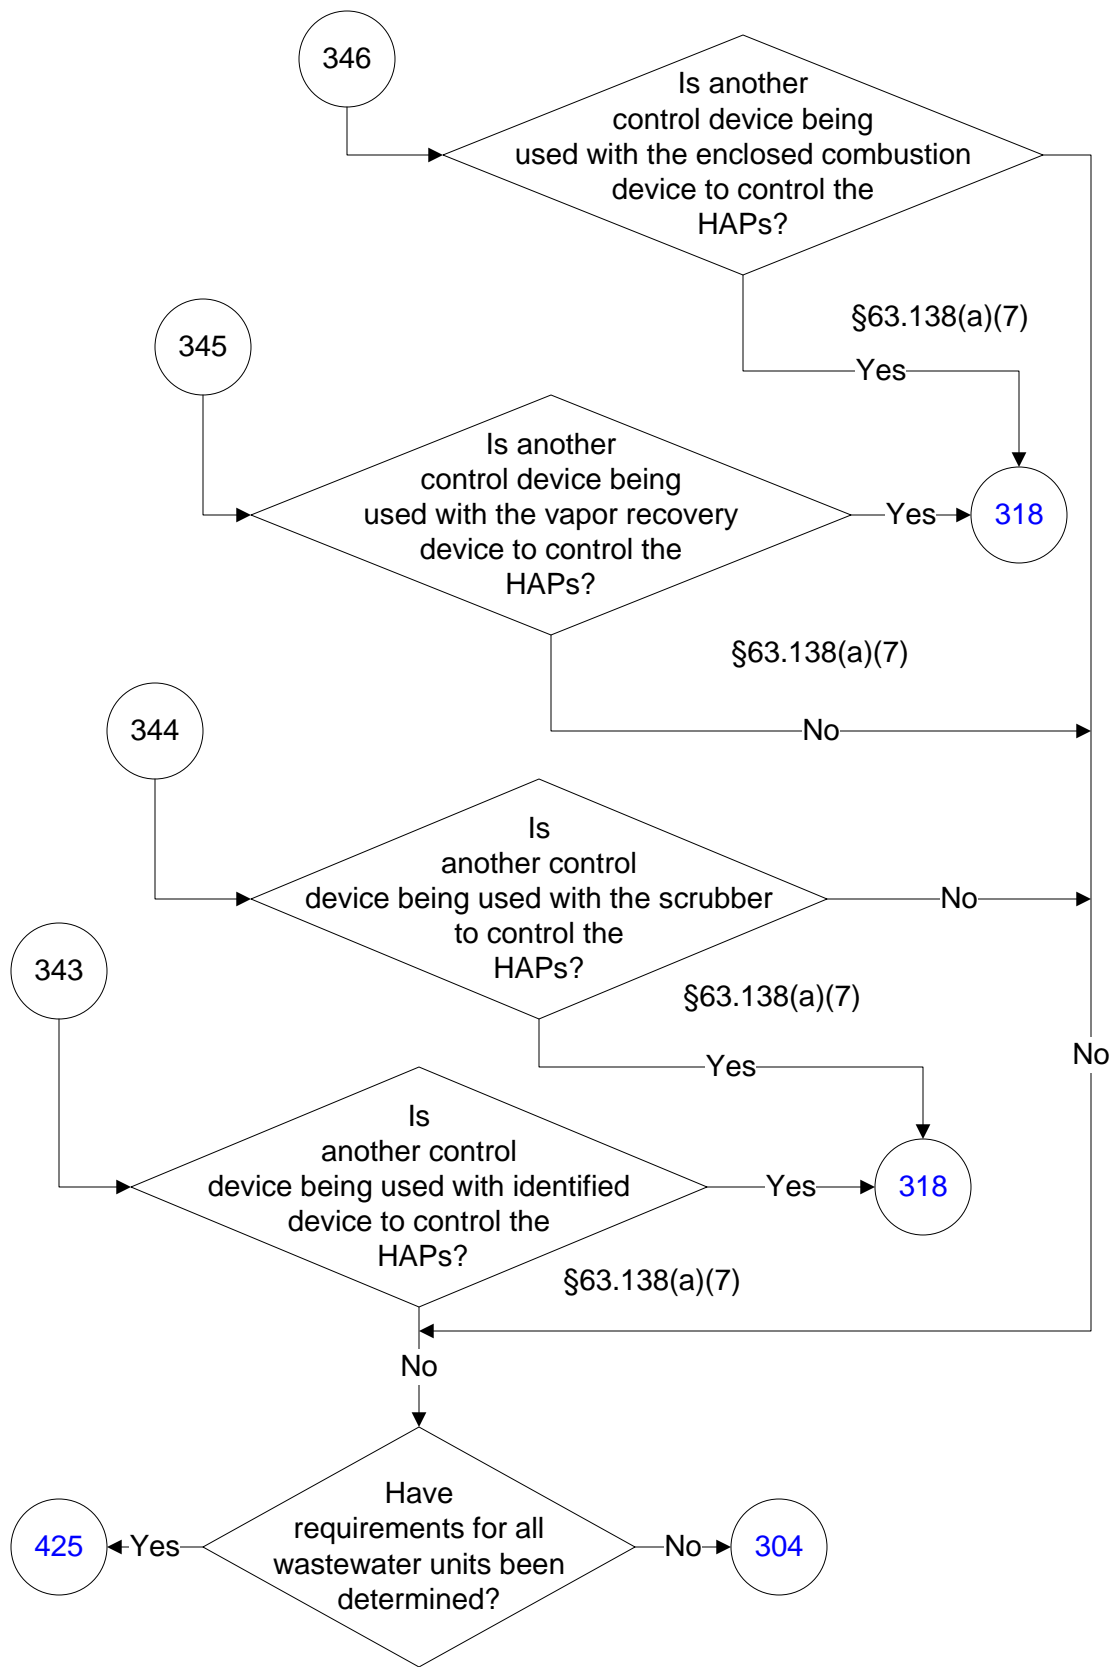 346
Is another
control device being
used with the enclosed combustion
device to control the
HAPs?
§63.138(a)(7)
Yes
345
Is another
control device being
used with the vapor recovery
device to control the
HAPs?
Yes
318
§63.138(a)(7)
No
344
Is
another control
device being used with the scrubber
to control the
HAPs?
No
§63.138(a)(7)
Yes
No
343
Is
another control
device being used with identified
device to control the
HAPs?
Yes
318
§63.138(a)(7)
No
Have
requirements for all
wastewater units been
determined?
Yes
425
No
304